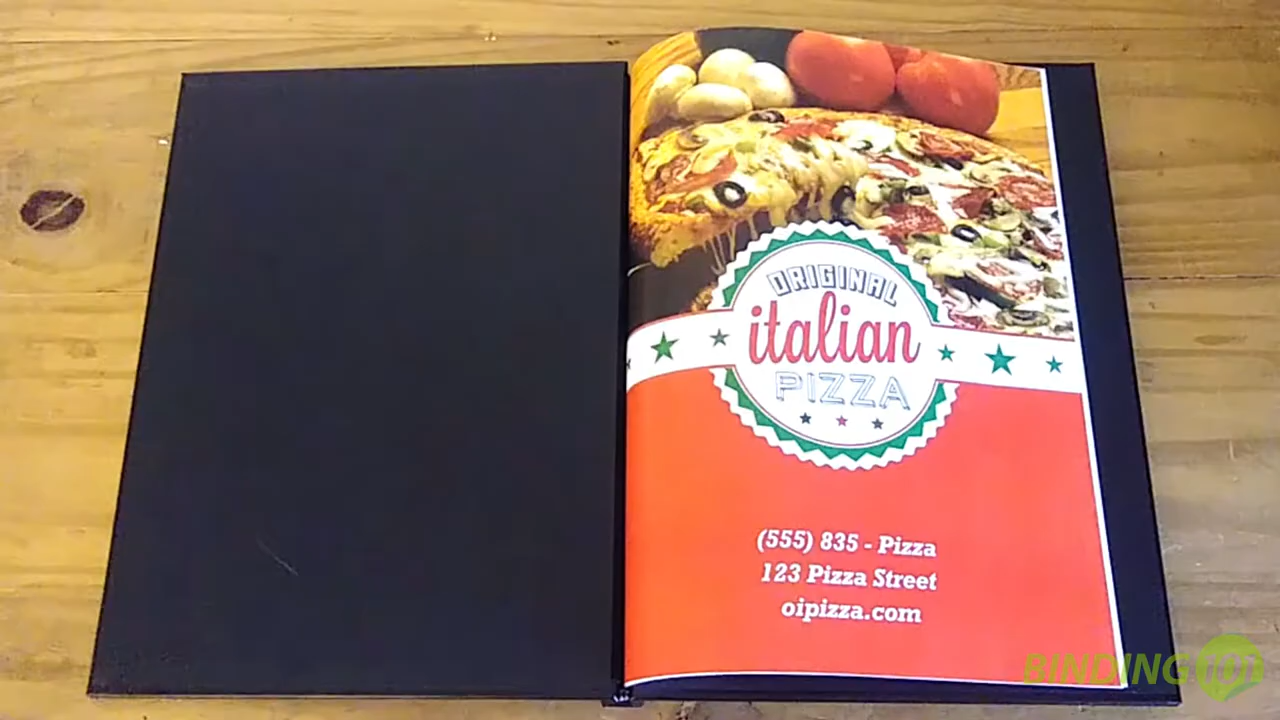 ORIGINAL
italian
PIZZA
(555) 835 - Pizza
123 Pizza Street
oipizza.com
BINDING 101